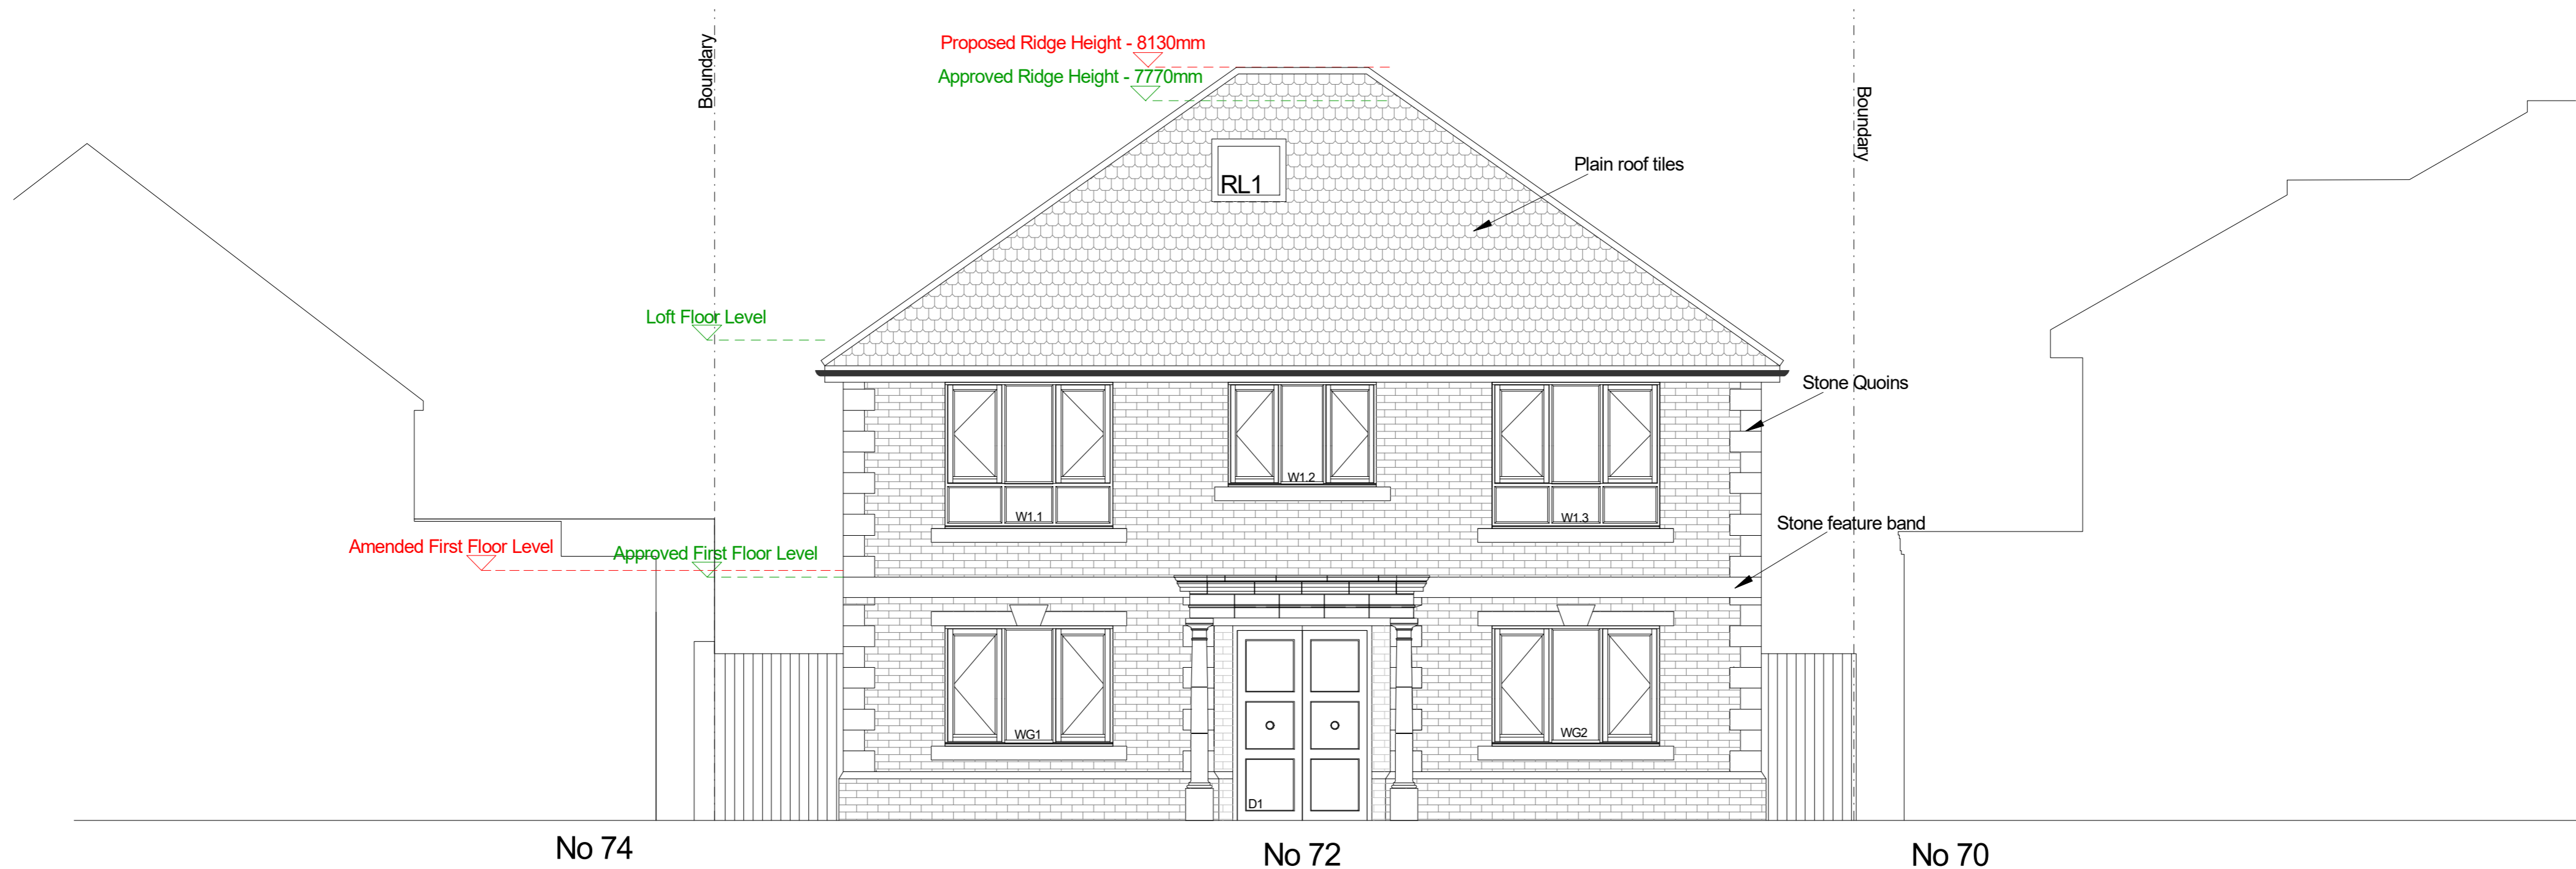 Proposed Ridge Height - 8130mm
Approved Ridge Height - 7770mm
Boundary
Boundary
Plain roof tiles
RL1
Loft Floor Level
Stone Quoins
W1.2
W1.1
W1.3
Stone feature band
Amended First Floor Level
Approved First Floor Level
WG1
WG2
D1
No 74
No 72
No 70